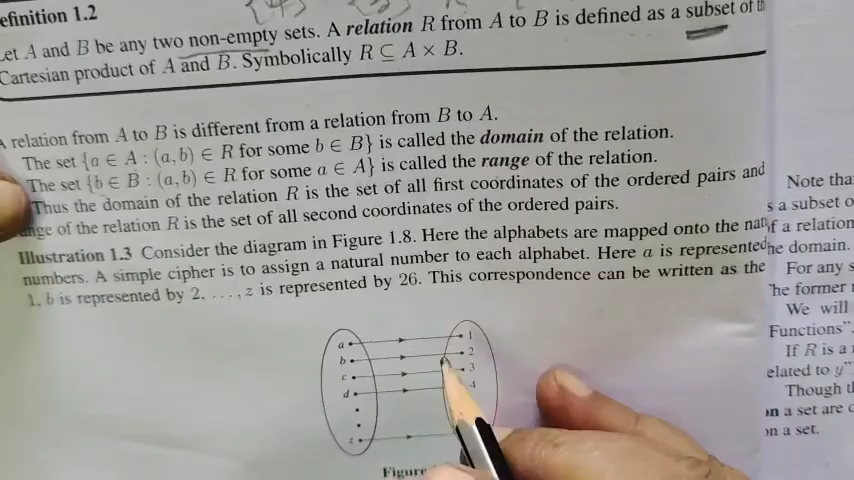 efinition 1.2
Let A and B be any two non-empty sets. A relation R from A to B is defined as a subset of th
Cartesian product of A and B. Symbolically R ⊆ A × B.
A relation from A to B is different from a relation from B to A.
The set {a ∈ A : (a, b) ∈ R for some b ∈ B} is called the domain of the relation.
The set {b ∈ B : (a, b) ∈ R for some a ∈ A} is called the range of the relation.
Thus the domain of the relation R is the set of all first coordinates of the ordered pairs and
nge of the relation R is the set of all second coordinates of the ordered pairs.
Illustration 1.3 Consider the diagram in Figure 1.8. Here the alphabets are mapped onto the nat
numbers. A simple cipher is to assign a natural number to each alphabet. Here a is represented
1, b is represented by 2, . . . , z is represented by 26. This correspondence can be written as the
a 1
b 2
c 3
d 4
z
Figure
Note tha
s a subset o
f a relation
he domain.
For any s
he former
We will
Functions".
If R is a
elated to y"
Though t
on a set are
on a set.